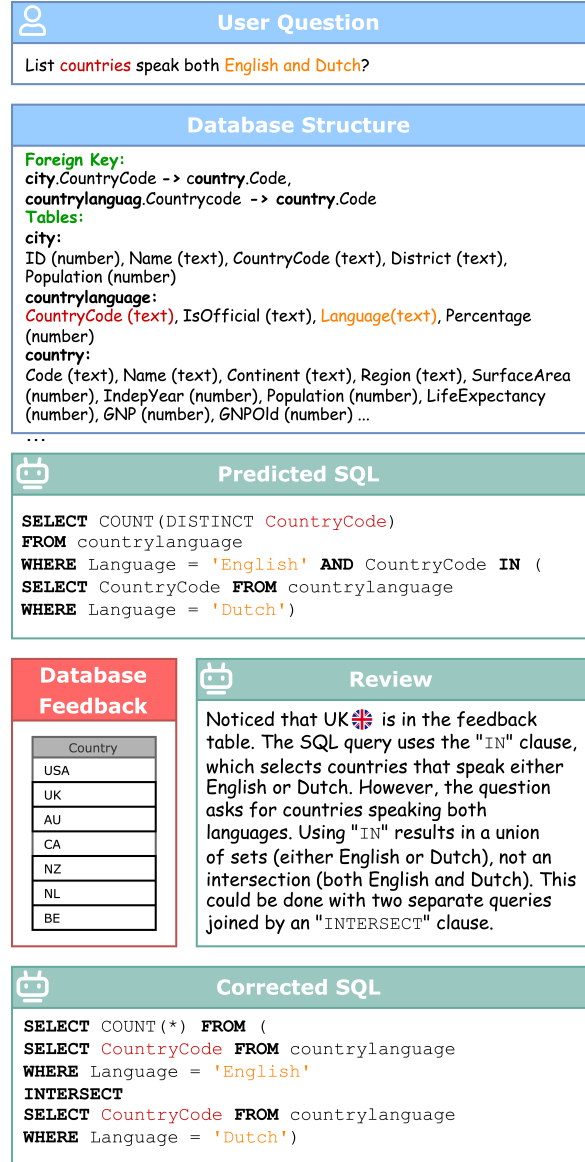 User Question
List countries speak both English and Dutch?
Database Structure
Foreign Key:
city.CountryCode -> country.Code,
countrylanguag.Countrycode -> country.Code
Tables:
city:
ID (number), Name (text), CountryCode (text), District (text),
Population (number)
countrylanguage:
CountryCode (text), IsOfficial (text), Language(text), Percentage
(number)
country:
Code (text), Name (text), Continent (text), Region (text), SurfaceArea
(number), IndepYear (number), Population (number), LifeExpectancy
(number), GNP (number), GNPOld (number) ...
...
Predicted SQL
SELECT COUNT(DISTINCT CountryCode)
FROM countrylanguage
WHERE Language = 'English' AND CountryCode IN (
SELECT CountryCode FROM countrylanguage
WHERE Language = 'Dutch')
Database
Feedback
Country
USA
UK
AU
CA
NZ
NL
BE
Review
Noticed that UK is in the feedback
table. The SQL query uses the "IN" clause,
which selects countries that speak either
English or Dutch. However, the question
asks for countries speaking both
languages. Using "IN" results in a union
of sets (either English or Dutch), not an
intersection (both English and Dutch). This
could be done with two separate queries
joined by an "INTERSECT" clause.
Corrected SQL
SELECT COUNT(*) FROM (
SELECT CountryCode FROM countrylanguage
WHERE Language = 'English'
INTERSECT
SELECT CountryCode FROM countrylanguage
WHERE Language = 'Dutch')